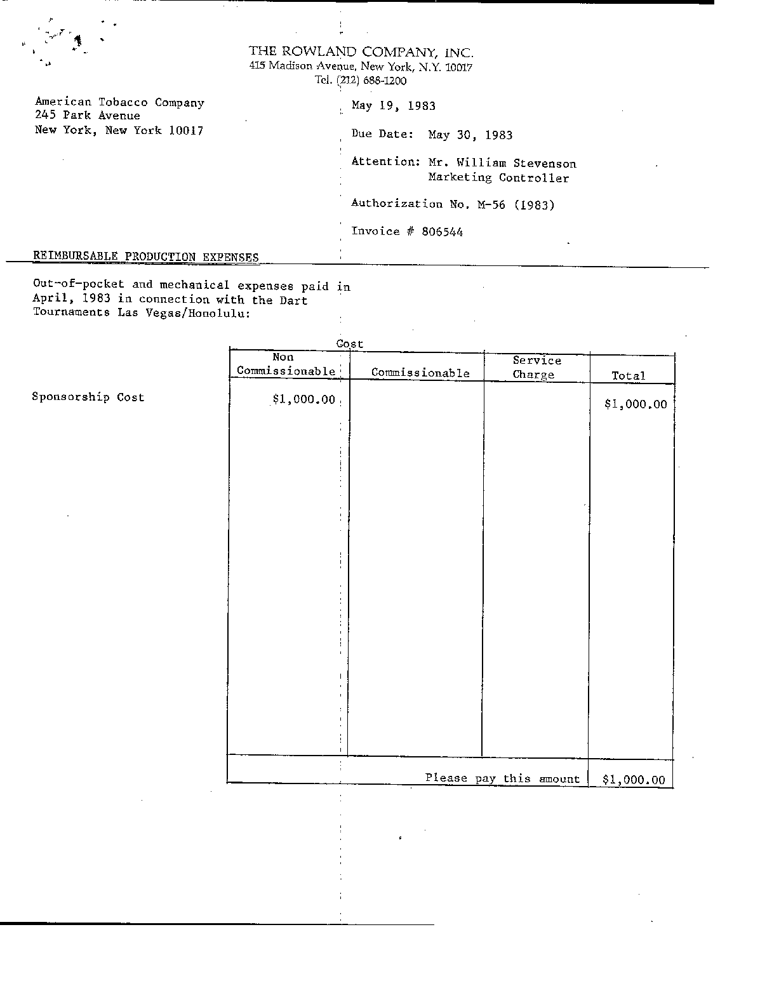 THE ROWLAND COMPANY, INC.
415 Madison Avenue, New York, N.Y. 10017
Tel. (212) 688-1200
American Tobacco Company
245 Park Avenue
New York, New York 10017
May 19, 1983
Due Date: May 30, 1983
Attention: Mr. William Stevenson
Marketing Controller
Authorization No. M-56 (1983)
Invoice # 806544
REIMBURSABLE PRODUCTION EXPENSES
Out-of-pocket and mechanical expenses paid in
April, 1983 in connection with the Dart
Tournaments Las Vegas/Honolulu:
Cost
Non
Commissionable
Commissionable
Service
Charge
Total
Sponsorship Cost $1,000.00 $1,000.00
Please pay this amount $1,000.00